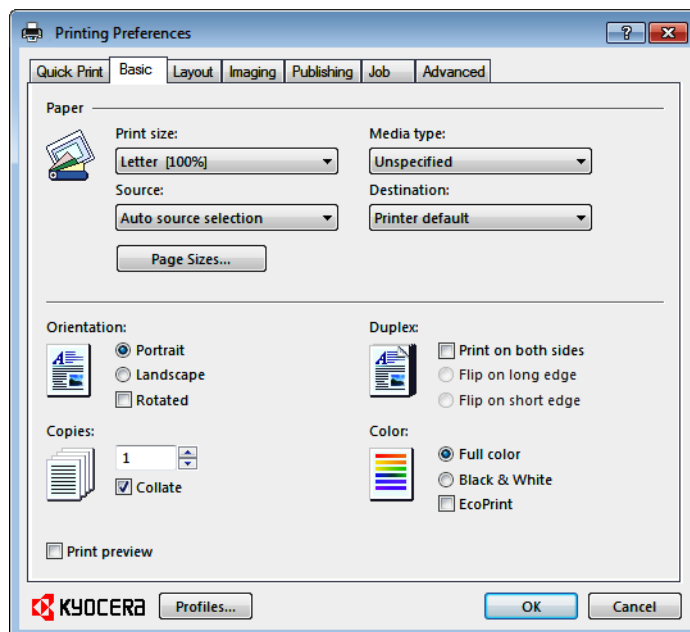 Printing Preferences
Quick Print Basic Layout Imaging Publishing Job Advanced
Paper
Print size:
Letter [100%]
Media type:
Unspecified
Source:
Auto source selection
Destination:
Printer default
Page Sizes...
Orientation:
Portrait
Landscape
Rotated
Duplex:
Print on both sides
Flip on long edge
Flip on short edge
Copies:
1
Collate
Color:
Full color
Black & White
EcoPrint
Print preview
KYOCERA Profiles... OK Cancel